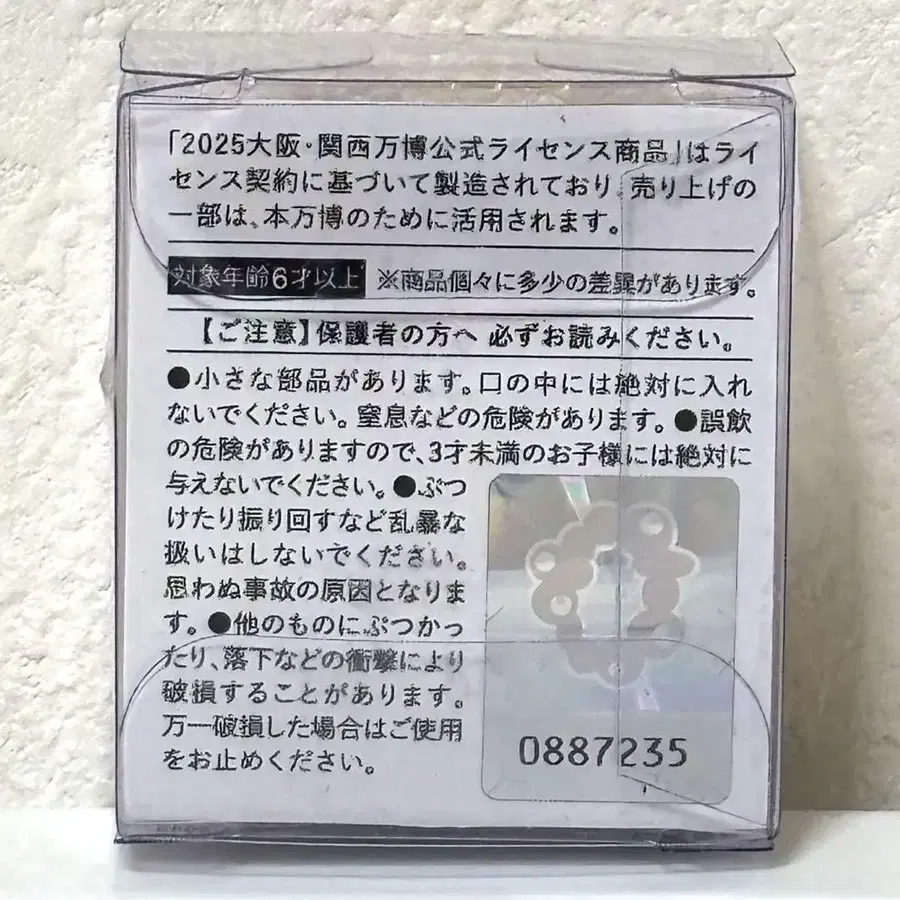 「2025大阪・関西万博公式ライセンス商品」はライ
センス契約に基づいて製造されており、売り上げの
一部は、本万博のために活用されます。
対象年齢6才以上 ※商品個々に多少の差異があります。
【ご注意】保護者の方へ 必ずお読みください。
●小さな部品があります。口の中には絶対に入れ
ないでください。窒息などの危険があります。●誤飲
の危険がありますので、3才未満のお子様には絶対に
与えないでください。●ぶつ
けたり振り回すなど乱暴な
扱いはしないでください。
思わぬ事故の原因となりま
す。●他のものにぶつかっ
たり、落下などの衝撃により
破損することがあります。
万一破損した場合はご使用
をお止めください。
0887235